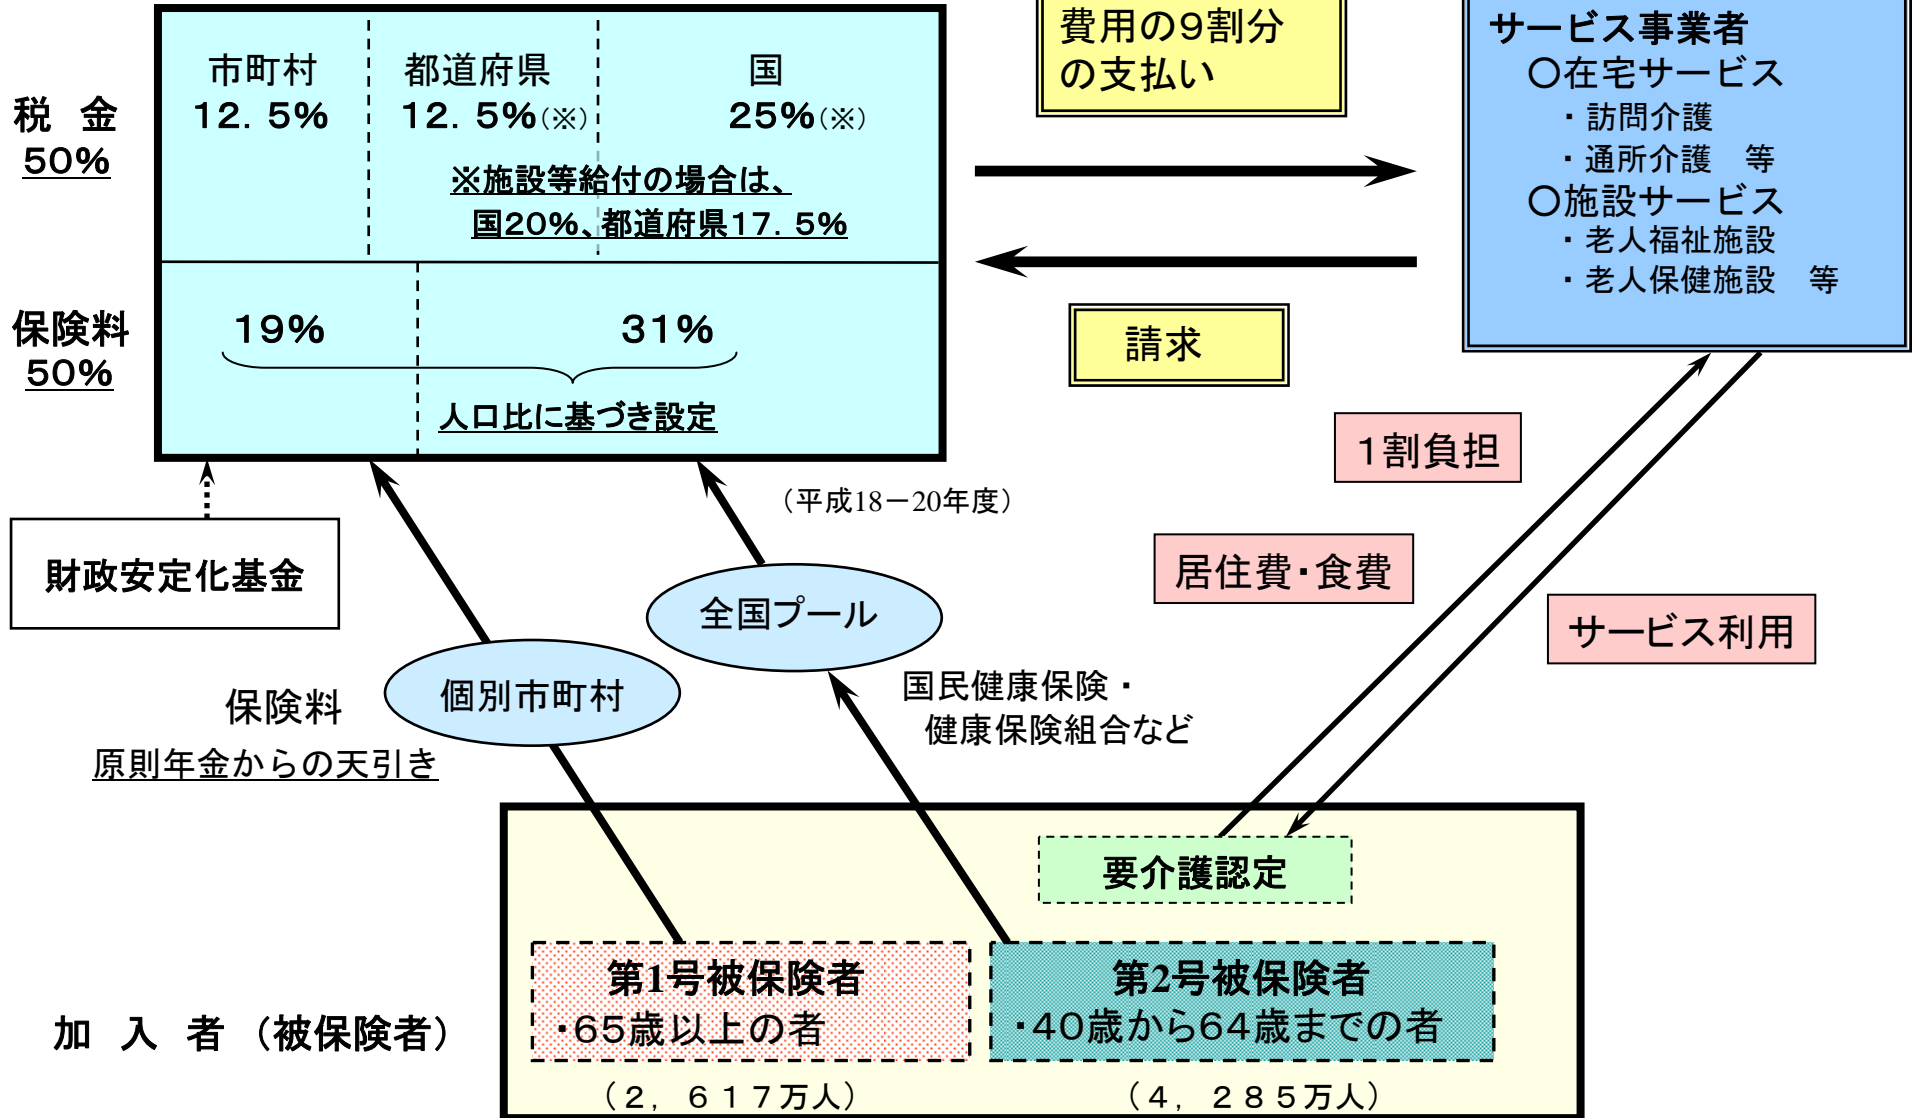 費用の9割分
の支払い
サービス事業者
○在宅サービス
・訪問介護
・通所介護　等
○施設サービス
・老人福祉施設
・老人保健施設　等
市町村
12.5%
都道府県
12.5%(※)
国
25%(※)
税　金
50%
※施設等給付の場合は、
国20%、都道府県17.5%
保険料
50%
19%
31%
人口比に基づき設定
請求
1割負担
(平成18－20年度)
財政安定化基金
居住費・食費
サービス利用
全国プール
個別市町村
国民健康保険・
健康保険組合など
保険料
原則年金からの天引き
要介護認定
第1号被保険者
・65歳以上の者
第2号被保険者
・40歳から64歳までの者
加　入　者　(被保険者)
(2,617万人)
(4,285万人)